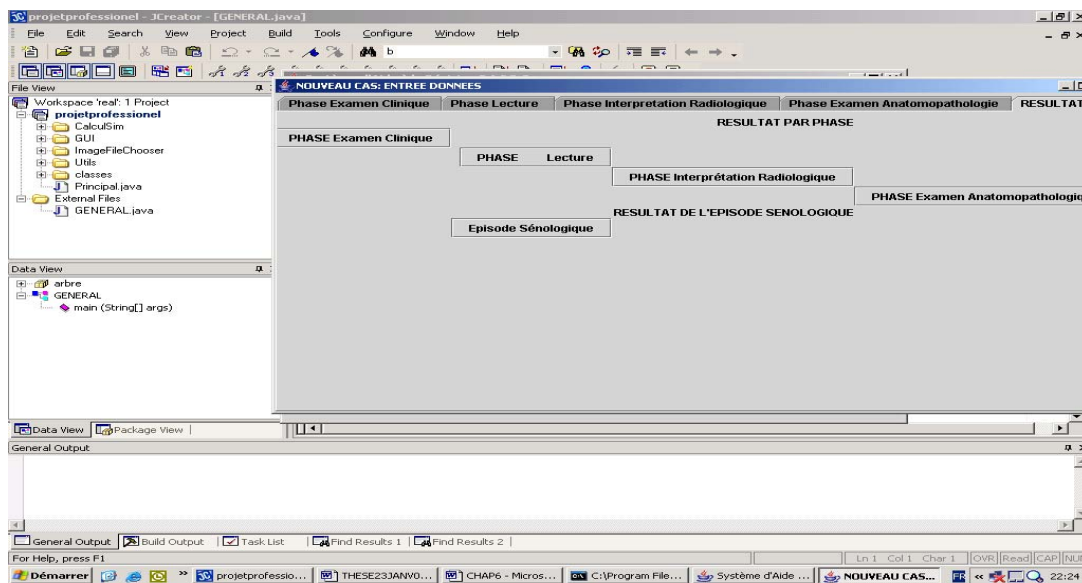 projetprofessionel - JCreator - [GENERAL.java]
File Edit Search View Project Build Tools Configure Window Help
b
File View
NOUVEAU CAS: ENTREE DONNEES
Workspace 'real': 1 Project
projetprofessionel
CalculSim
GUI
ImageFileChooser
Utils
classes
Principal.java
External Files
GENERAL.java
Phase Examen Clinique Phase Lecture Phase Interpretation Radiologique Phase Examen Anatomopathologie RESULTAT
RESULTAT PAR PHASE
PHASE Examen Clinique
PHASE Lecture
PHASE Interprétation Radiologique
PHASE Examen Anatomopathologiq
RESULTAT DE L'EPISODE SENOLOGIQUE
Episode Sénologique
Data View
arbre
GENERAL
main (String[] args)
Data View Package View
General Output
General Output Build Output Task List Find Results 1 Find Results 2
For Help, press F1 Ln 1 Col 1 Char 1 OVR Read CAP NU
Démarrer » projetprofessio... THESE23JANV0... CHAP6 - Micros... C:\Program File... Système d'Aide ... NOUVEAU CAS... FR « 22:24